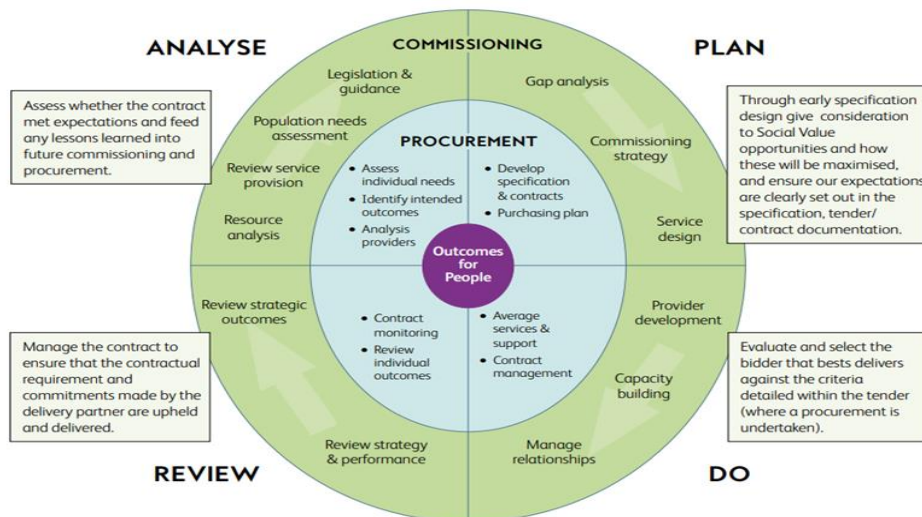 ANALYSE
COMMISSIONING
PLAN
Assess whether the contract
met expectations and feed
any lessons learned into
future commissioning and
procurement.
Legislation &
guidance
Population needs
assessment
Review service
provision
Resource
analysis
Gap analysis
Commissioning
strategy
Service
design
Through early specification
design give consideration
to Social Value
opportunities and how
these will be maximised,
and ensure our expectations
are clearly set out in the
specification, tender/
contract documentation.
PROCUREMENT
• Assess
individual needs
• Identify intended
outcomes
• Analysis
providers
• Develop
specification
& contracts
• Purchasing plan
Outcomes
for
People
• Contract
monitoring
• Review
individual
outcomes
• Average
services &
support
• Contract
management
Review strategic
outcomes
Review strategy
& performance
Provider
development
Capacity
building
Manage
relationships
Manage the contract to
ensure that the contractual
requirement and
commitments made by the
delivery partner are upheld
and delivered.
Evaluate and select the
bidder that bests delivers
against the criteria
detailed within the tender
(where a procurement is
undertaken).
REVIEW
DO